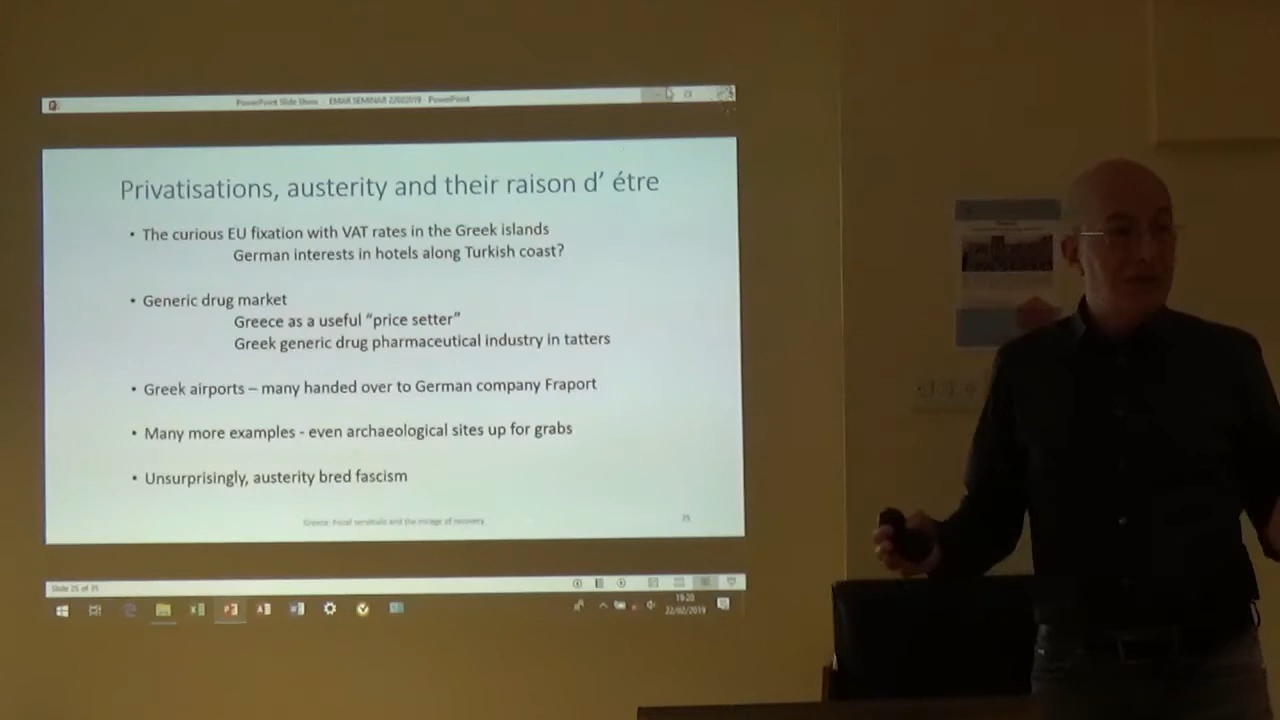 PowerPoint Slide Show - EMAR SEMINAR 22022019 - PowerPoint
Privatisations, austerity and their raison d' étre
• The curious EU fixation with VAT rates in the Greek islands
German interests in hotels along Turkish coast?
• Generic drug market
Greece as a useful “price setter”
Greek generic drug pharmaceutical industry in tatters
• Greek airports – many handed over to German company Fraport
• Many more examples - even archaeological sites up for grabs
• Unsurprisingly, austerity bred fascism
Greece: Fiscal servitude and the mirage of recovery
25
Slide 25 of 35
19:20
22/02/2019